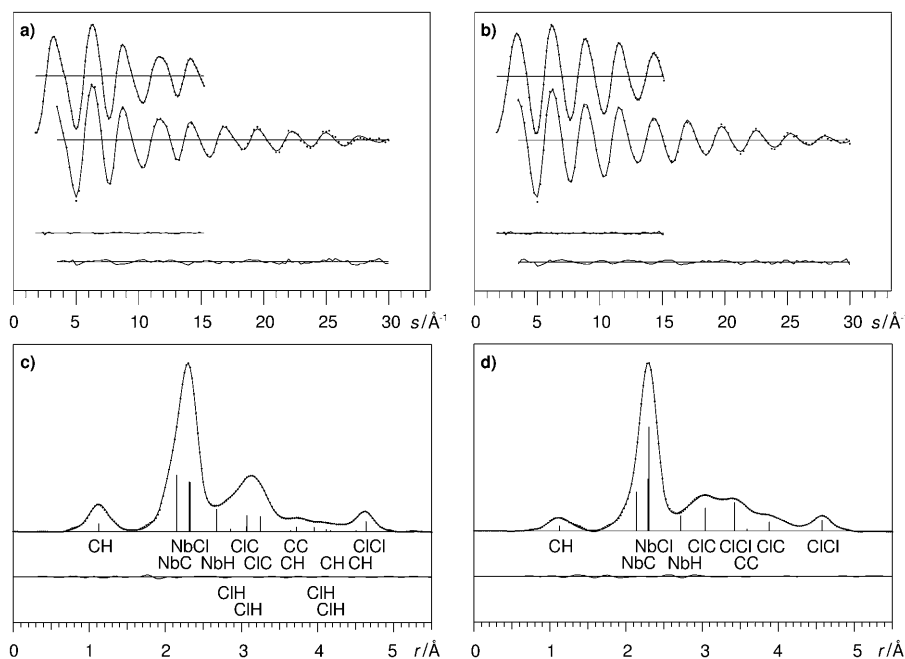 a)
b)
0 5 10 15 20 25 s/Å⁻¹
0 5 10 15 20 25 30 s/Å⁻¹
c)
d)
CH NbCl ClC CC ClCl
NbC NbH ClC CH CH CH
ClH ClH
ClH ClH
CH NbCl ClC ClCl ClC ClCl
NbC NbH CC
0 1 2 3 4 5 r/Å
0 1 2 3 4 5 r/Å